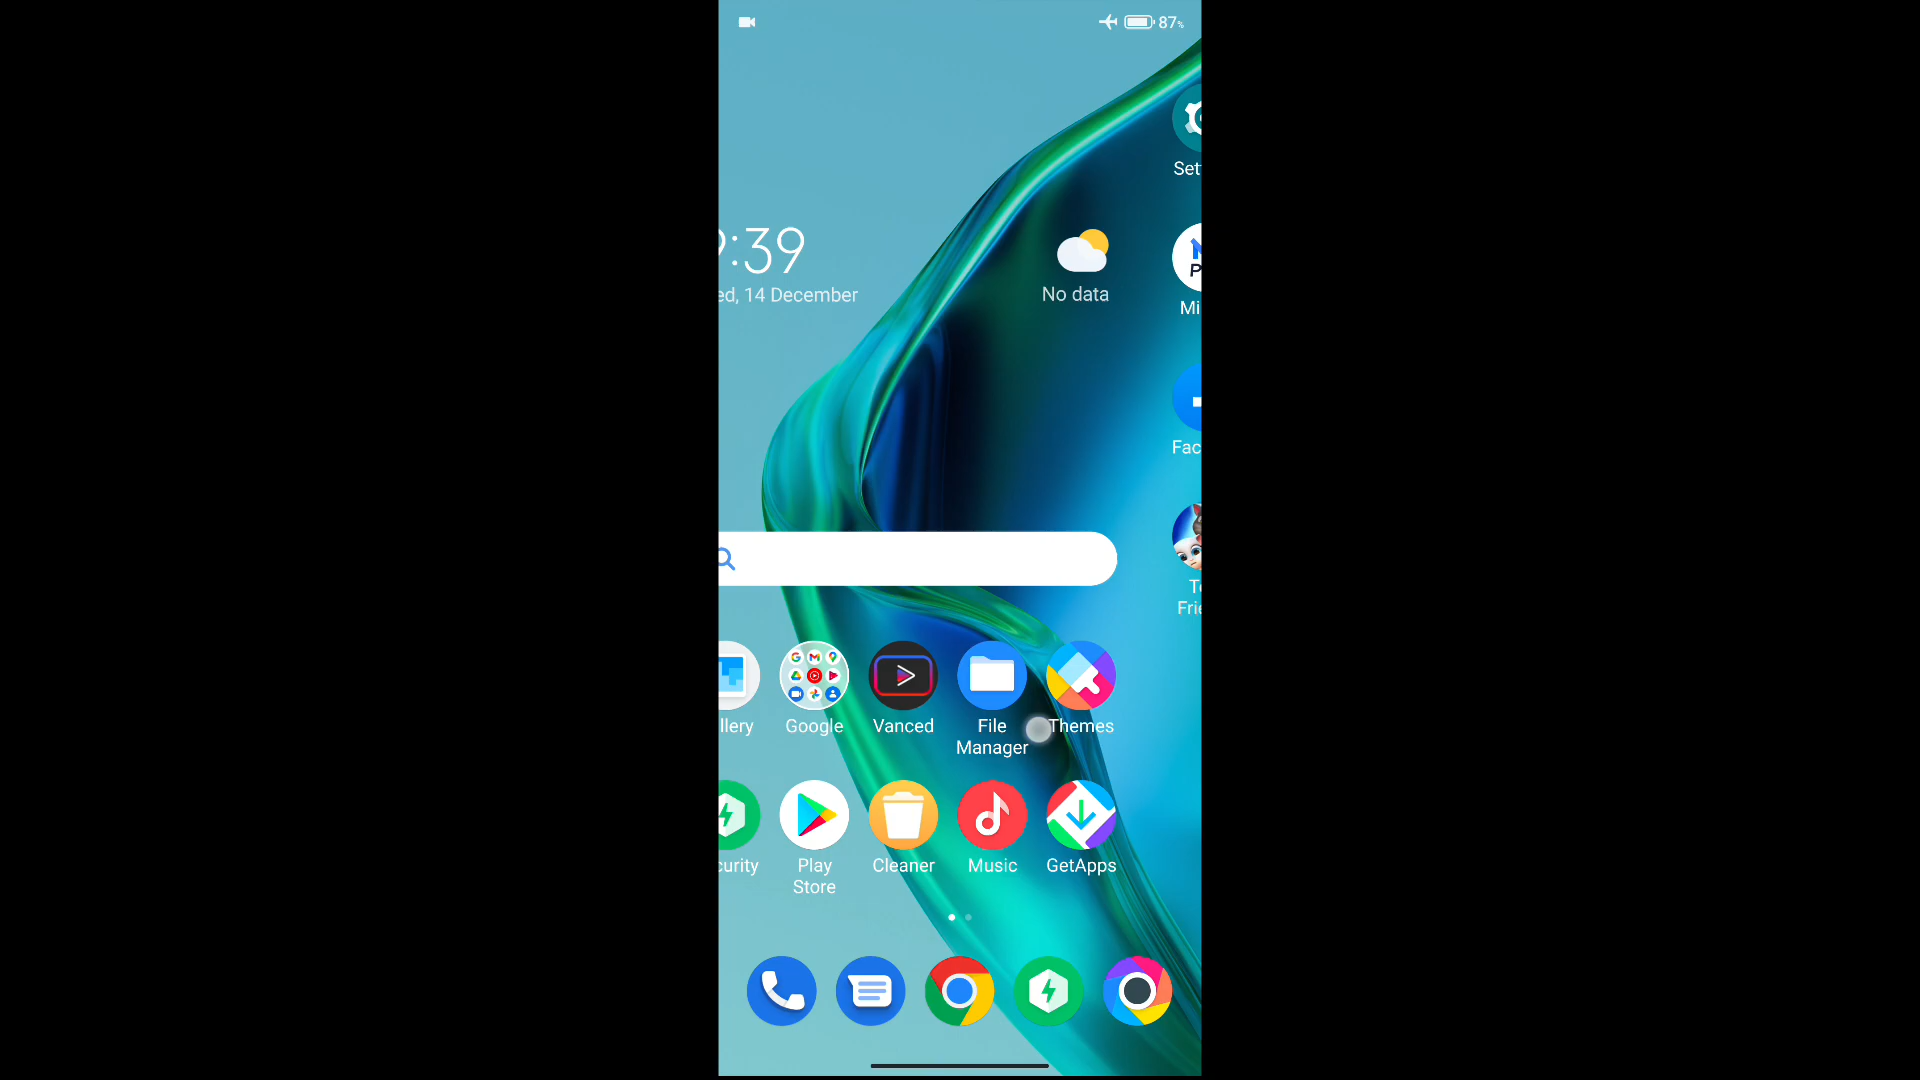 87%
:39
ed, 14 December
No data
Set
Mi
Fac
T
Frie
llery
Google
Vanced
File
Manager
Themes
curity
Play
Store
Cleaner
Music
GetApps